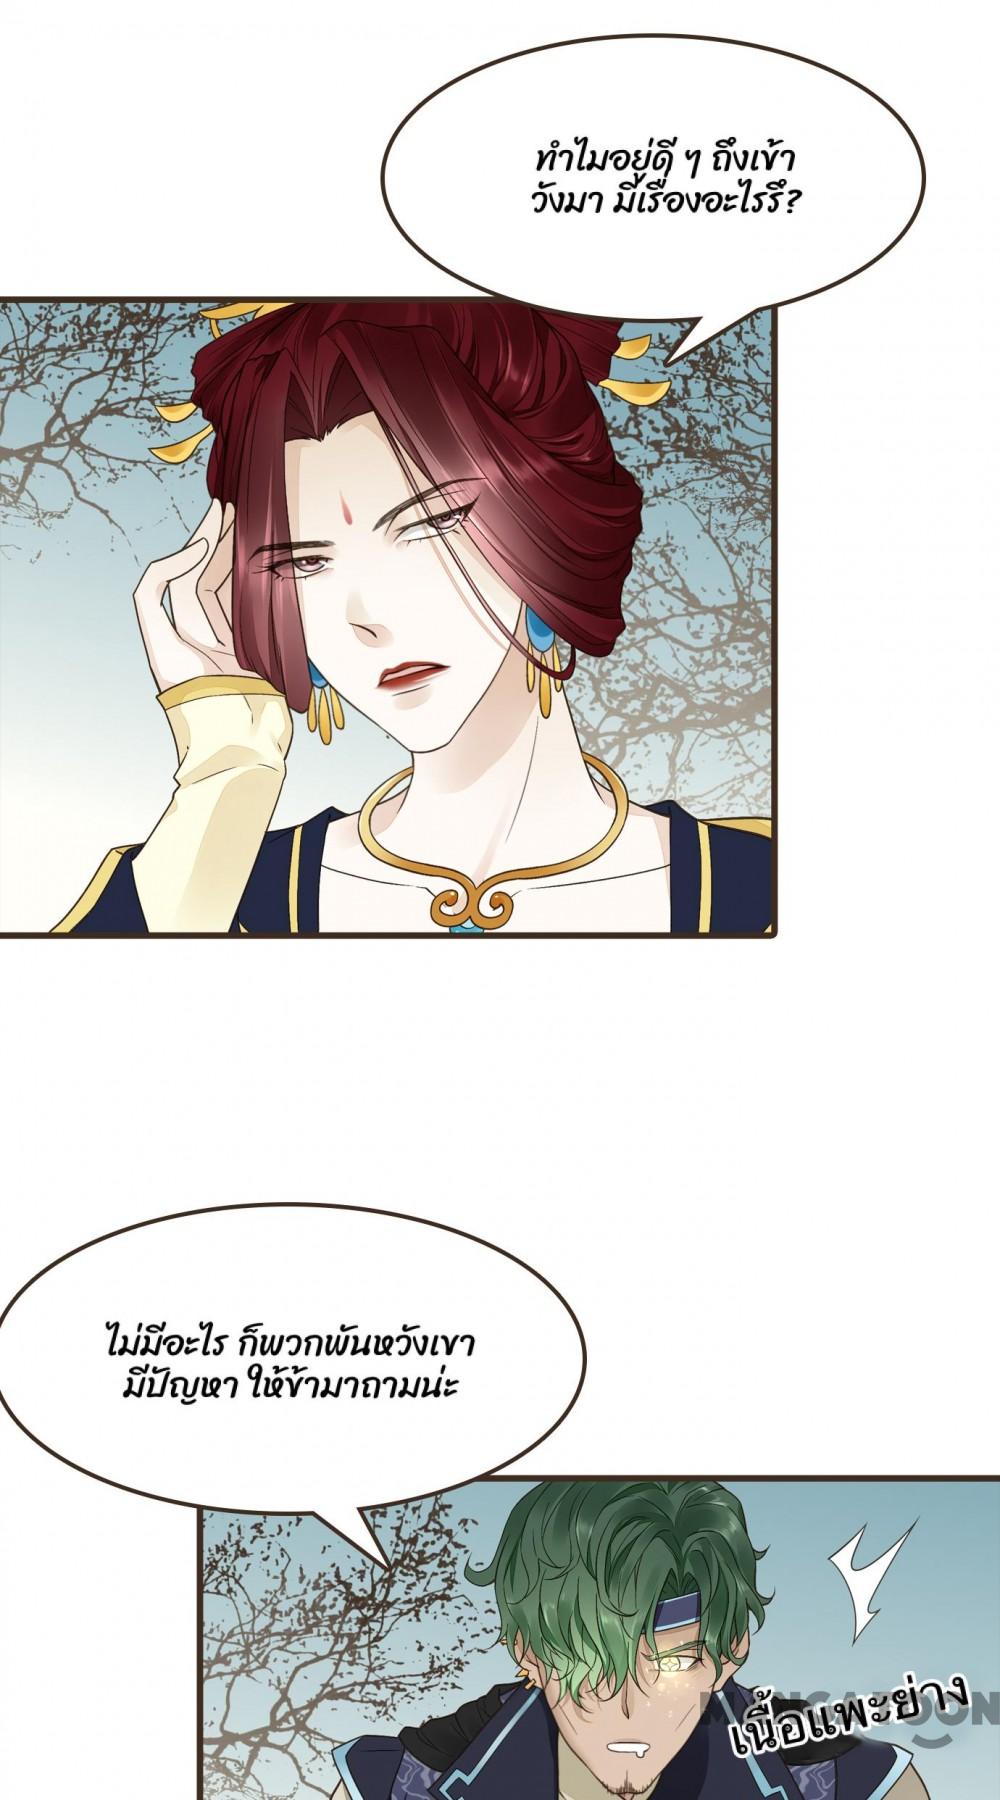 ทำไมอยู่ดี ๆ ถึงเข้า
วังมา มีเรื่องอะไรรึ?
ไม่มีอะไร ก็พวกพันหวังเขา
มีปัญหา ให้ข้ามาถามน่ะ
เนื้อแพะย่าง
MANGATOON